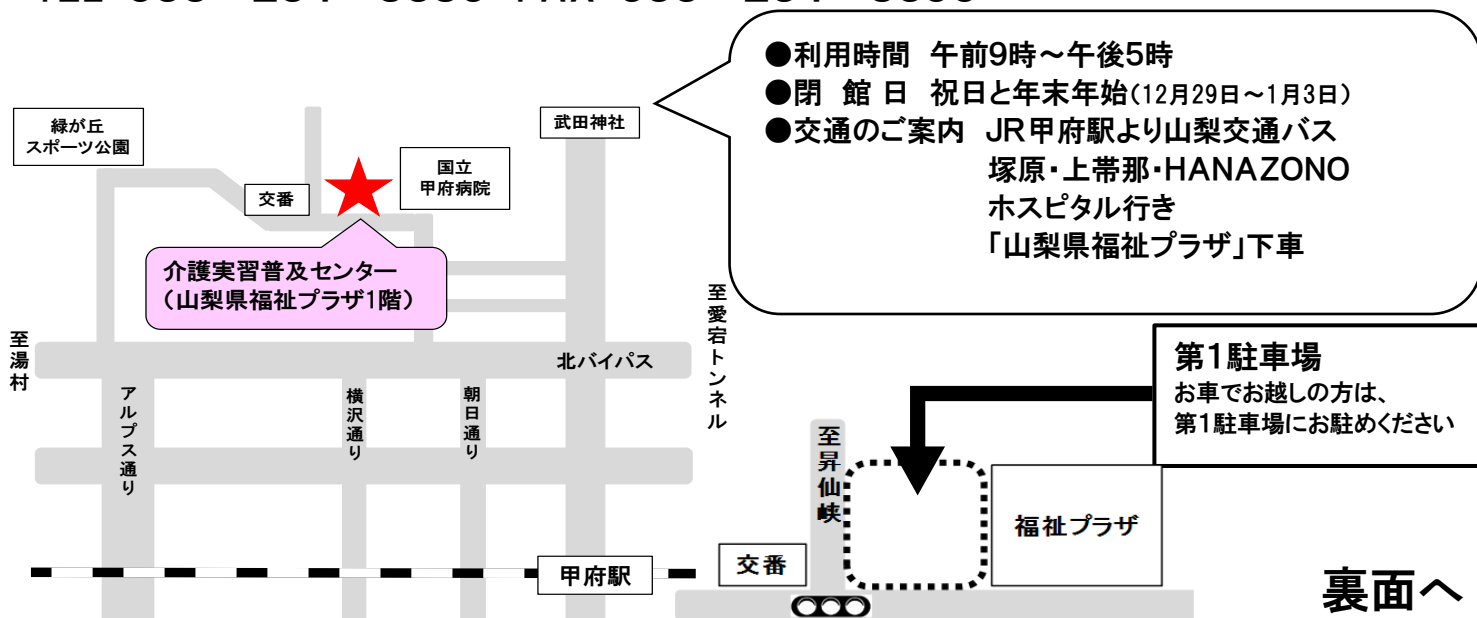 ●利用時間 午前9時～午後5時
●閉 館 日 祝日と年末年始(12月29日～1月3日)
●交通のご案内 JR甲府駅より山梨交通バス
塚原・上帯那・HANAZONO
ホスピタル行き
「山梨県福祉プラザ」下車
緑が丘
スポーツ公園
武田神社
交番
国立
甲府病院
介護実習普及センター
(山梨県福祉プラザ1階)
至湯村
北バイパス
至愛宕トンネル
アルプス通り
横沢通り
朝日通り
甲府駅
第1駐車場
お車でお越しの方は、
第1駐車場にお駐めください
至昇仙峡
福祉プラザ
交番
裏面へ